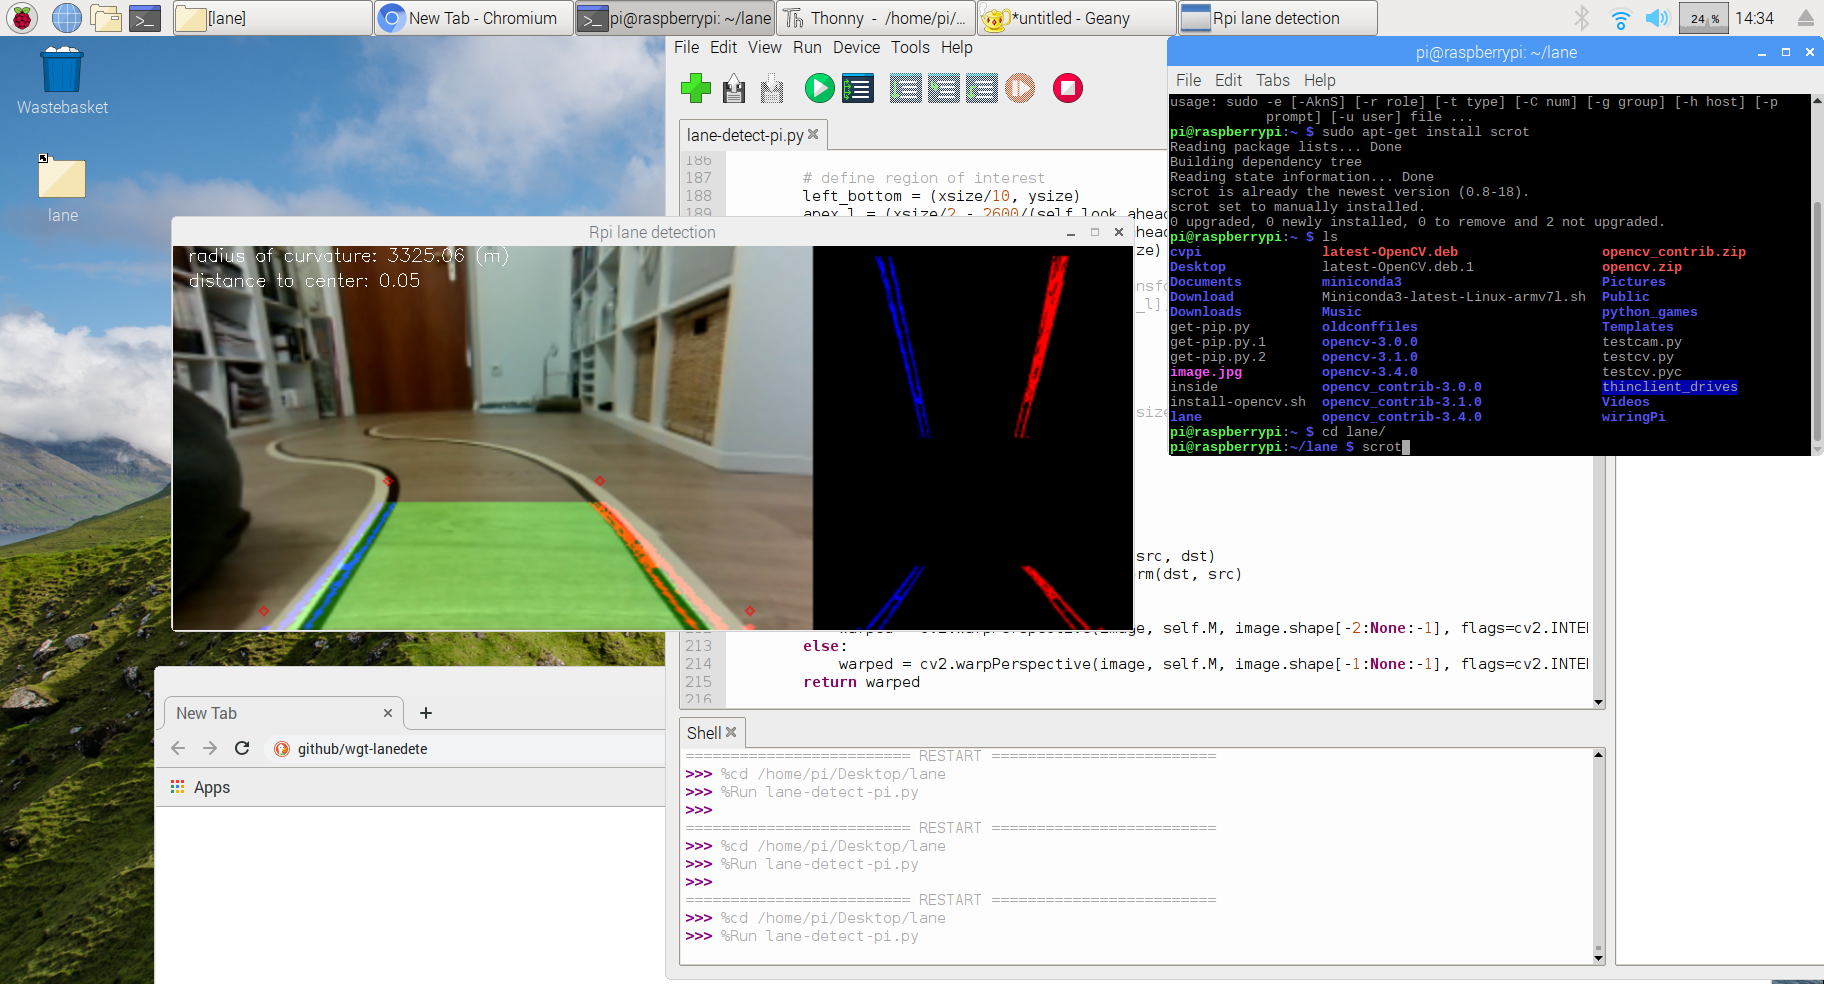 [lane]
New Tab - Chromium
pi@raspberrypi: ~/lane
Thonny - /home/pi/...
*untitled - Geany
Rpi lane detection
24 %
14:34
Wastebasket
lane
File Edit View Run Device Tools Help
lane-detect-pi.py
186
187 # define region of interest
188 left_bottom = (xsize/10, ysize)
189 apex_l = (xsize/2 - 2600/(self.look_ahead
head
ze)
nsfo
_l]
size
src, dst)
rm(dst, src)
warped = cv2.warpPerspective(image, self.M, image.shape[-2:None:-1], flags=cv2.INTE
213 else:
214 warped = cv2.warpPerspective(image, self.M, image.shape[-1:None:-1], flags=cv2.INTE
215 return warped
216
Rpi lane detection
radius of curvature: 3325.06 (m)
distance to center: 0.05
pi@raspberrypi: ~/lane
File Edit Tabs Help
usage: sudo -e [-AknS] [-r role] [-t type] [-C num] [-g group] [-h host] [-p
prompt] [-u user] file ...
pi@raspberrypi:~ $ sudo apt-get install scrot
Reading package lists... Done
Building dependency tree
Reading state information... Done
scrot is already the newest version (0.8-18).
scrot set to manually installed.
0 upgraded, 0 newly installed, 0 to remove and 2 not upgraded.
pi@raspberrypi:~ $ ls
cvpi latest-OpenCV.deb opencv_contrib.zip
Desktop latest-OpenCV.deb.1 opencv.zip
Documents miniconda3 Pictures
Download Miniconda3-latest-Linux-armv7l.sh Public
Downloads Music python_games
get-pip.py oldconffiles Templates
get-pip.py.1 opencv-3.0.0 testcam.py
get-pip.py.2 opencv-3.1.0 testcv.py
image.jpg opencv-3.4.0 testcv.pyc
inside opencv_contrib-3.0.0 thinclient_drives
install-opencv.sh opencv_contrib-3.1.0 Videos
lane opencv_contrib-3.4.0 wiringPi
pi@raspberrypi:~ $ cd lane/
pi@raspberrypi:~/lane $ scrot
New Tab
github/wgt-lanedete
Apps
Shell
========================= RESTART =========================
>>> %cd /home/pi/Desktop/lane
>>> %Run lane-detect-pi.py
>>>
========================= RESTART =========================
>>> %cd /home/pi/Desktop/lane
>>> %Run lane-detect-pi.py
>>>
========================= RESTART =========================
>>> %cd /home/pi/Desktop/lane
>>> %Run lane-detect-pi.py